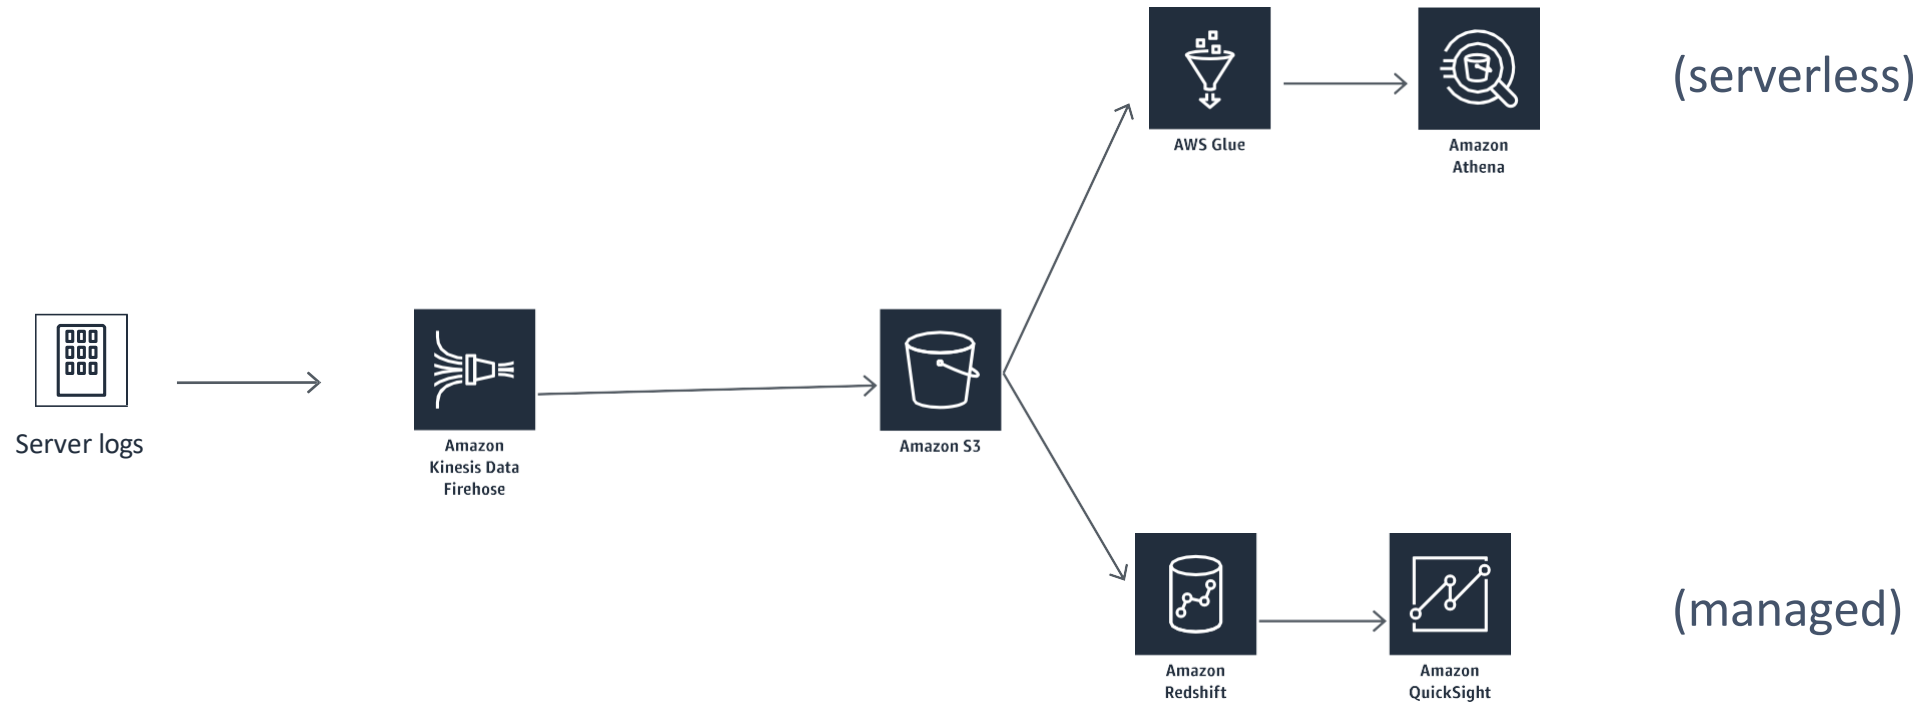 (serverless)
AWS Glue
Amazon
Athena
Server logs
Amazon
Kinesis Data
Firehose
Amazon S3
(managed)
Amazon
Redshift
Amazon
QuickSight